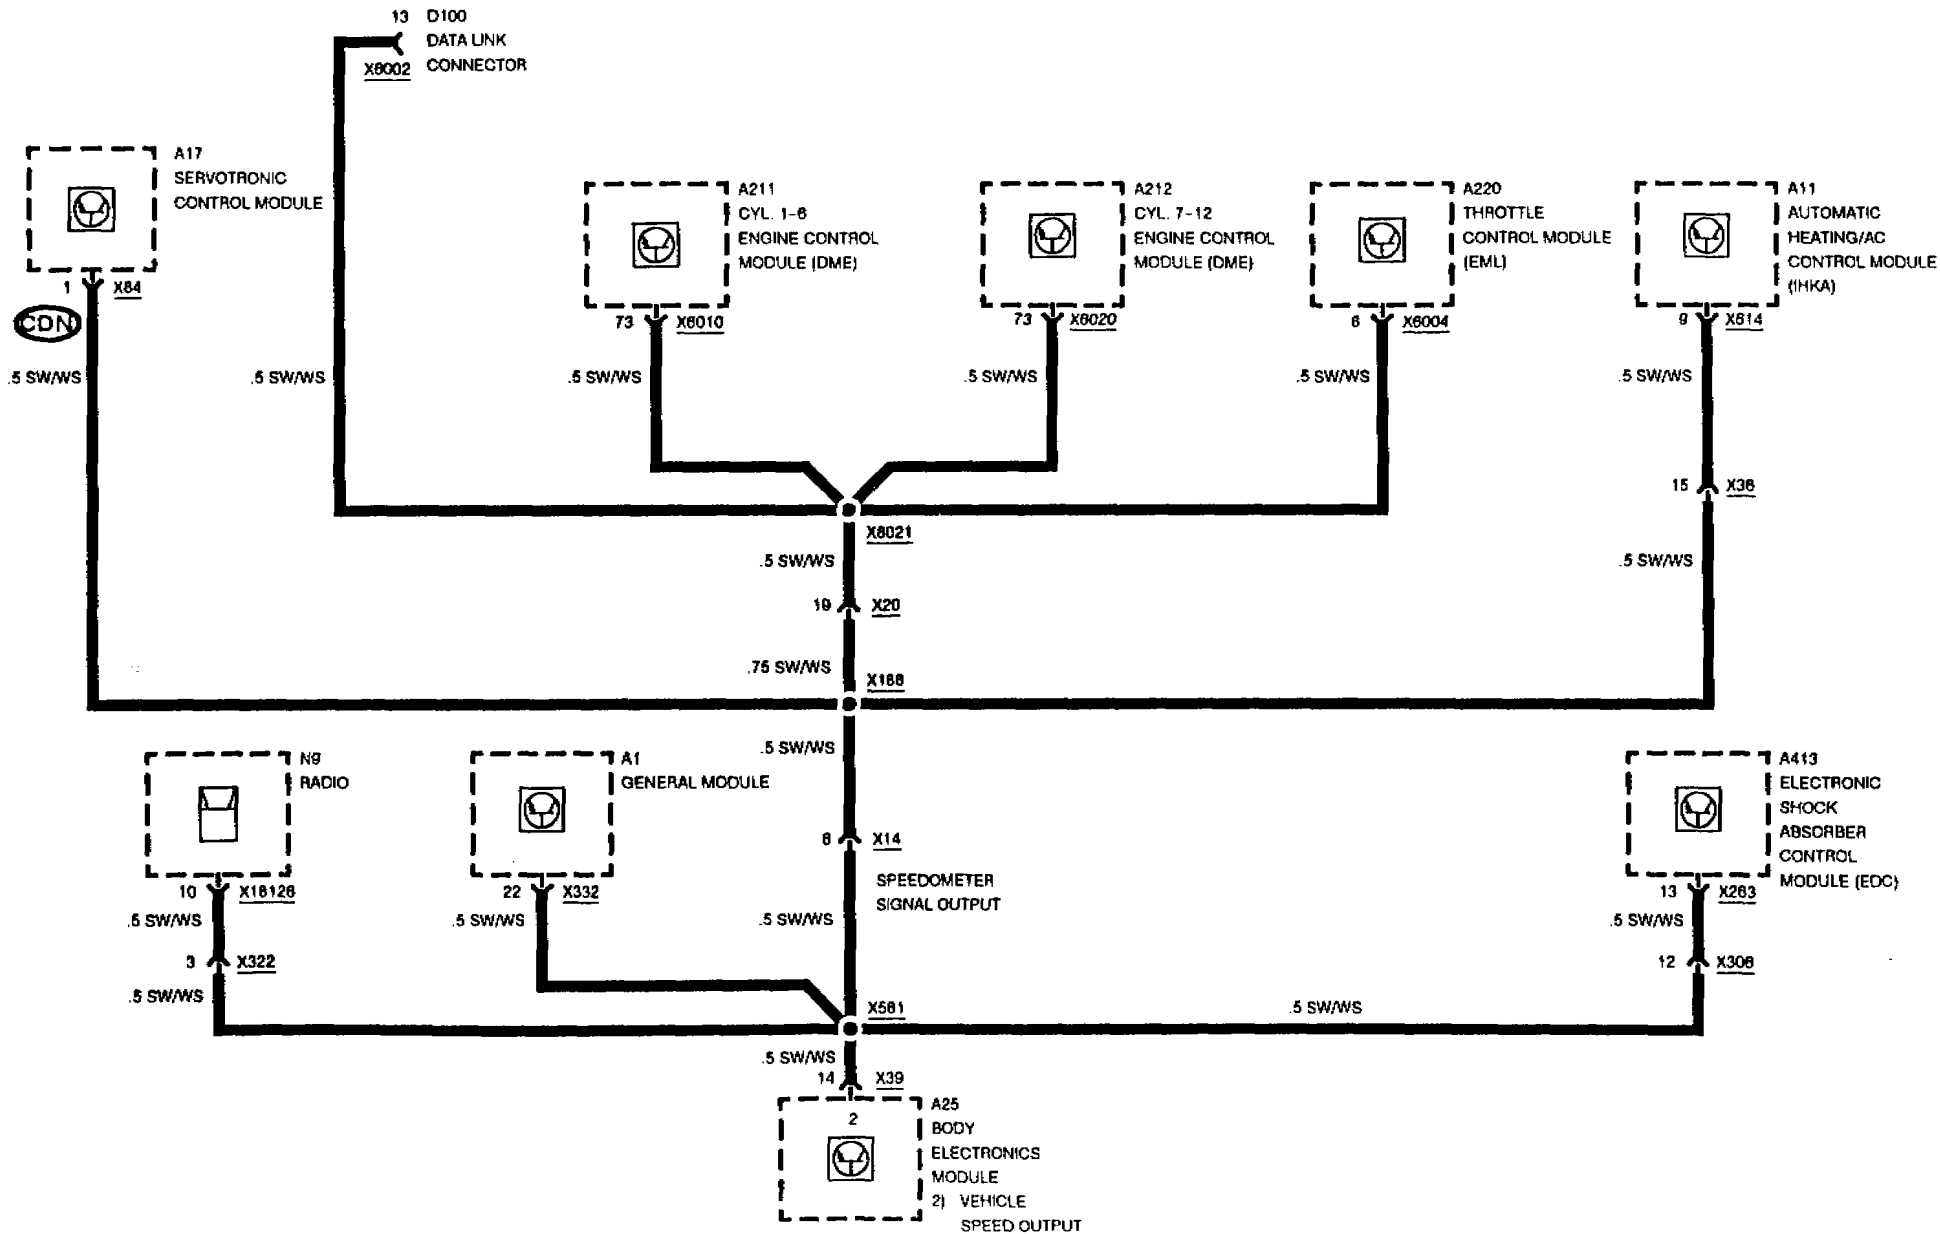 13 D100
DATA LINK
X6002 CONNECTOR
A17
SERVOTRONIC
CONTROL MODULE
1 X64
CDN
.5 SW/WS
.5 SW/WS
A211
CYL. 1-6
ENGINE CONTROL
MODULE (DME)
73 X6010
.5 SW/WS
A212
CYL. 7-12
ENGINE CONTROL
MODULE (DME)
73 X6020
.5 SW/WS
A220
THROTTLE
CONTROL MODULE
(EML)
6 X6004
.5 SW/WS
A11
AUTOMATIC
HEATING/AC
CONTROL MODULE
(IHKA)
9 X614
.5 SW/WS
15 X36
.5 SW/WS
X6021
.5 SW/WS
19 X20
.75 SW/WS
X166
.5 SW/WS
N9
RADIO
10 X18126
.5 SW/WS
3 X322
.5 SW/WS
A1
GENERAL MODULE
22 X332
.5 SW/WS
6 X14
SPEEDOMETER
SIGNAL OUTPUT
.5 SW/WS
A413
ELECTRONIC
SHOCK
ABSORBER
CONTROL
MODULE (EDC)
13 X263
.5 SW/WS
12 X306
.5 SW/WS
X581
.5 SW/WS
14 X39
2
A25
BODY
ELECTRONICS
MODULE
2) VEHICLE
SPEED OUTPUT